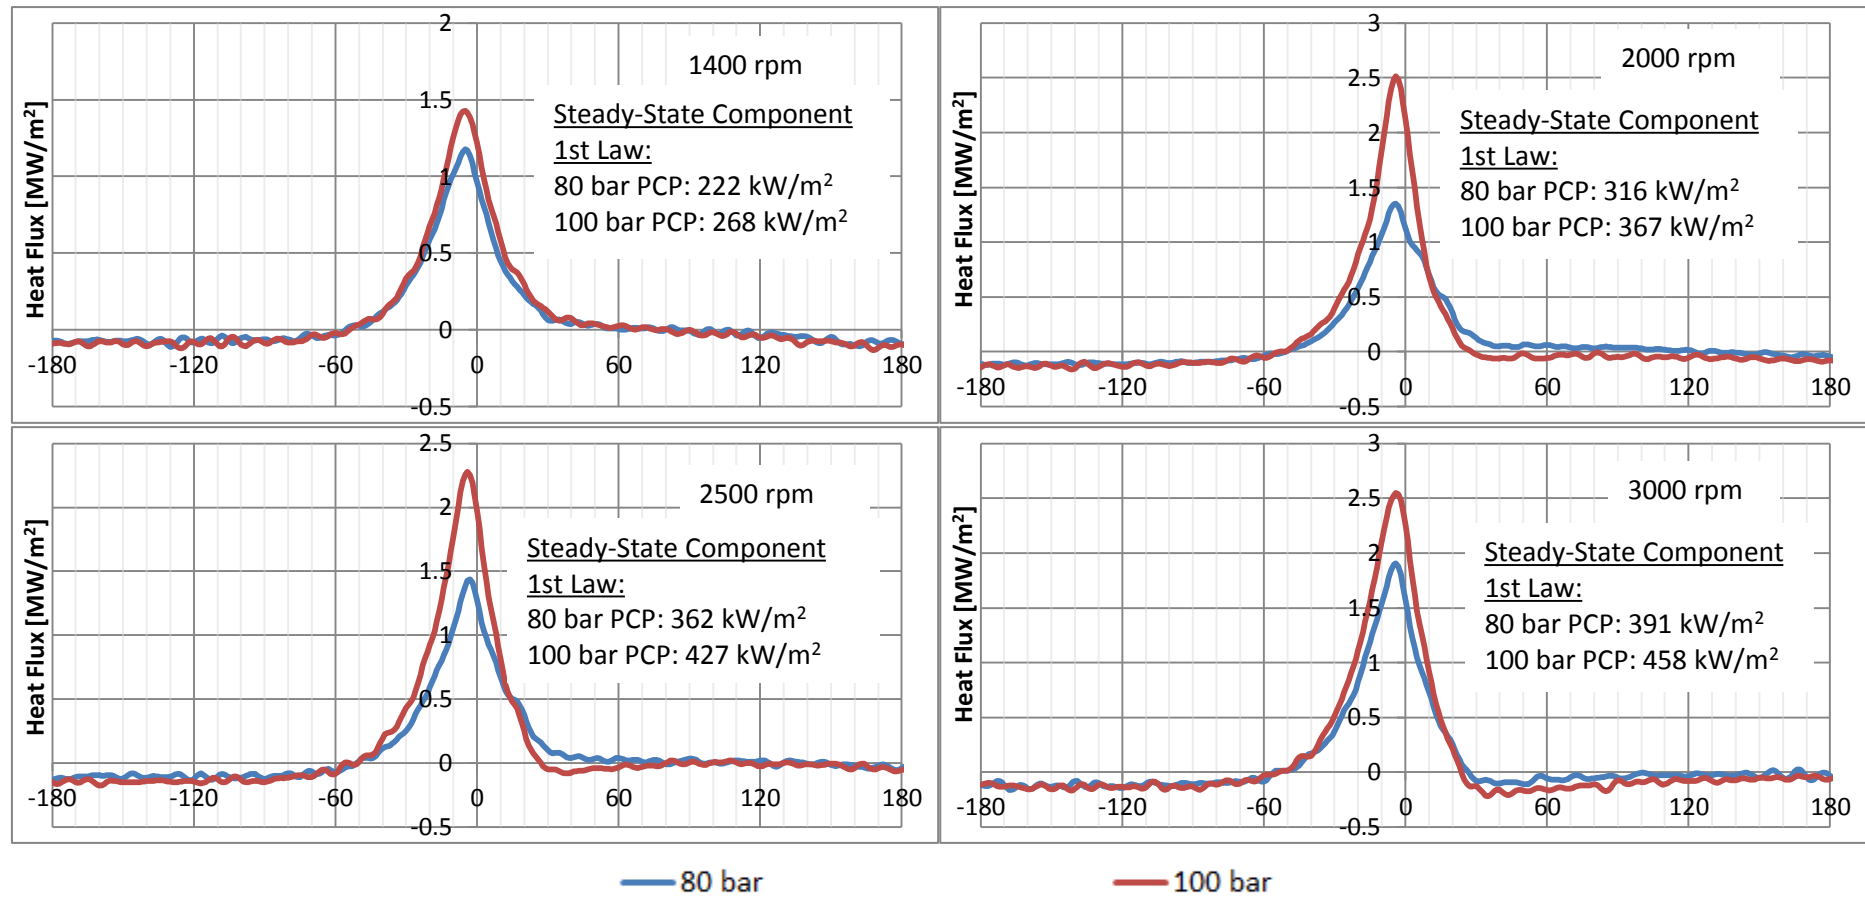 2
1.5
1
0.5
0
-0.5
-180
-120
-60
0
60
120
180
Heat Flux [MW/m²]
1400 rpm
Steady-State Component
1st Law:
80 bar PCP: 222 kW/m²
100 bar PCP: 268 kW/m²
3
2.5
2
1.5
1
0.5
0
-0.5
-180
-120
-60
0
60
120
180
Heat Flux [MW/m²]
2000 rpm
Steady-State Component
1st Law:
80 bar PCP: 316 kW/m²
100 bar PCP: 367 kW/m²
2.5
2
1.5
1
0.5
0
-0.5
-180
-120
-60
0
60
120
180
Heat Flux [MW/m²]
2500 rpm
Steady-State Component
1st Law:
80 bar PCP: 362 kW/m²
100 bar PCP: 427 kW/m²
3
2.5
2
1.5
1
0.5
0
-0.5
-180
-120
-60
0
60
120
180
Heat Flux [MW/m²]
3000 rpm
Steady-State Component
1st Law:
80 bar PCP: 391 kW/m²
100 bar PCP: 458 kW/m²
80 bar
100 bar